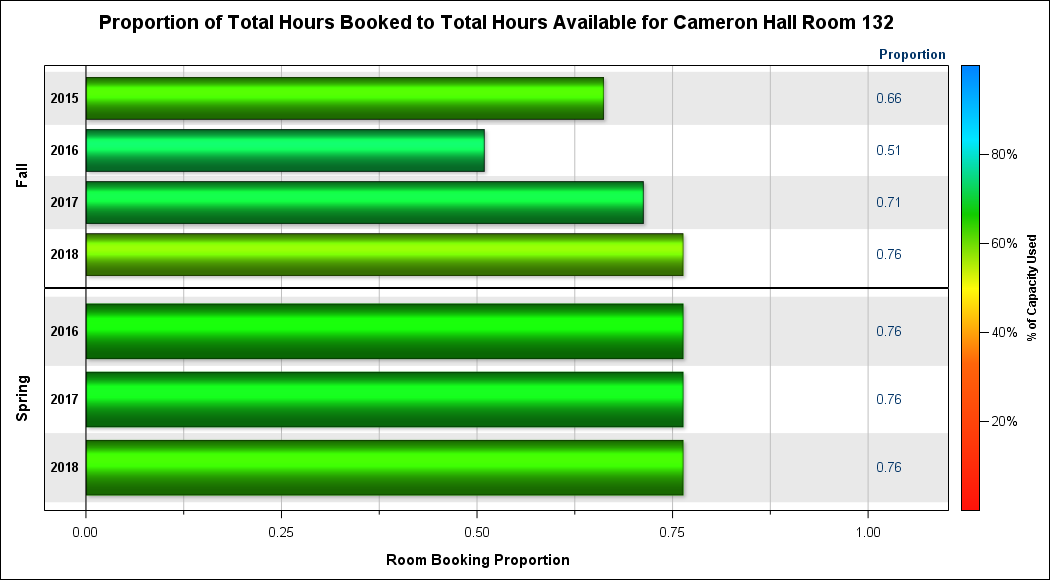 Proportion of Total Hours Booked to Total Hours Available for Cameron Hall Room 132
Proportion
Fall
2015 0.66
2016 0.51
2017 0.71
2018 0.76
Spring
2016 0.76
2017 0.76
2018 0.76
0.00 0.25 0.50 0.75 1.00
Room Booking Proportion
80%
60%
40%
20%
% of Capacity Used